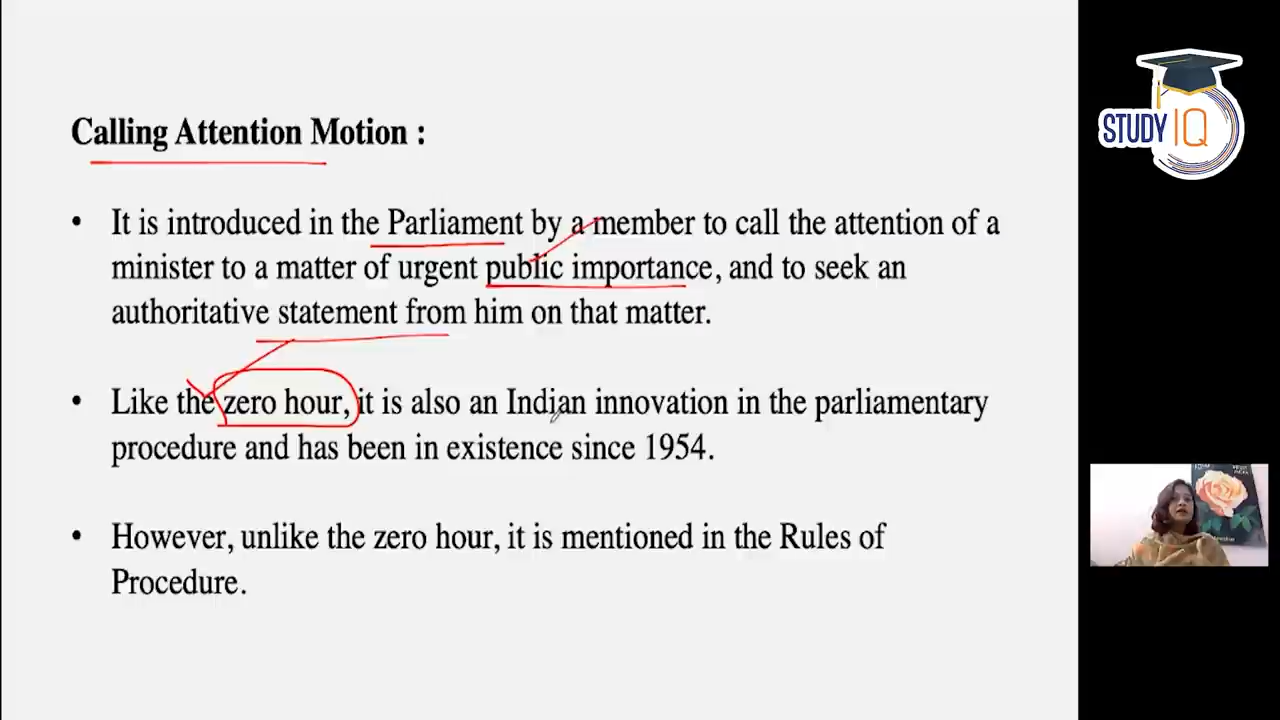 Calling Attention Motion :
• It is introduced in the Parliament by a member to call the attention of a
minister to a matter of urgent public importance, and to seek an
authoritative statement from him on that matter.
• Like the zero hour, it is also an Indian innovation in the parliamentary
procedure and has been in existence since 1954.
• However, unlike the zero hour, it is mentioned in the Rules of
Procedure.
STUDY IQ